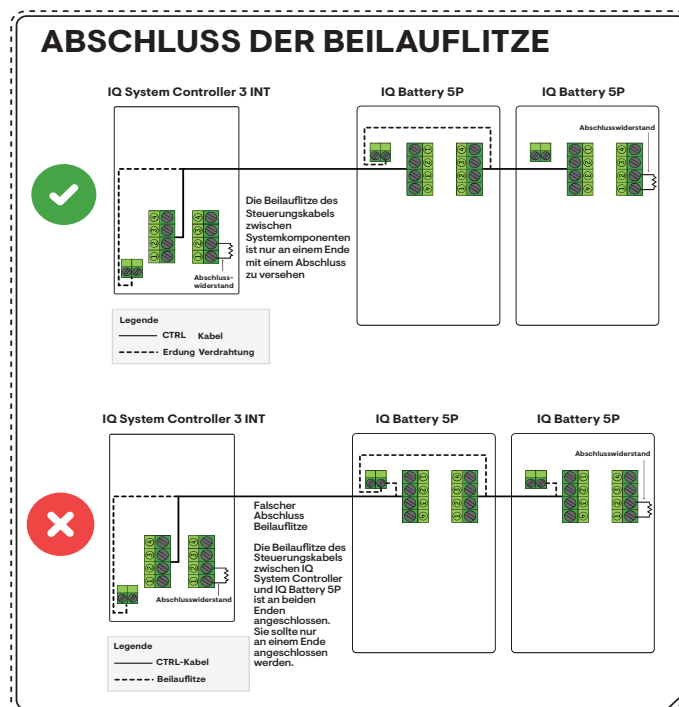 ABSCHLUSS DER BEILAUFLITZE
IQ System Controller 3 INT
IQ Battery 5P
IQ Battery 5P
Abschlusswiderstand
Die Beilauflitze des
Steuerungskabels
zwischen
Systemkomponenten
ist nur an einem Ende
mit einem Abschluss
zu versehen
Abschluss-
widerstand
Legende
CTRL Kabel
Erdung Verdrahtung
IQ System Controller 3 INT
IQ Battery 5P
IQ Battery 5P
Abschlusswiderstand
Falscher
Abschluss
Beilauflitze
Die Beilauflitze des
Steuerungskabels
zwischen IQ
System Controller
und IQ Battery 5P
ist an beiden
Enden
angeschlossen.
Sie sollte nur
an einem Ende
angeschlossen
werden.
Abschlusswiderstand
Legende
CTRL-Kabel
Beilauflitze